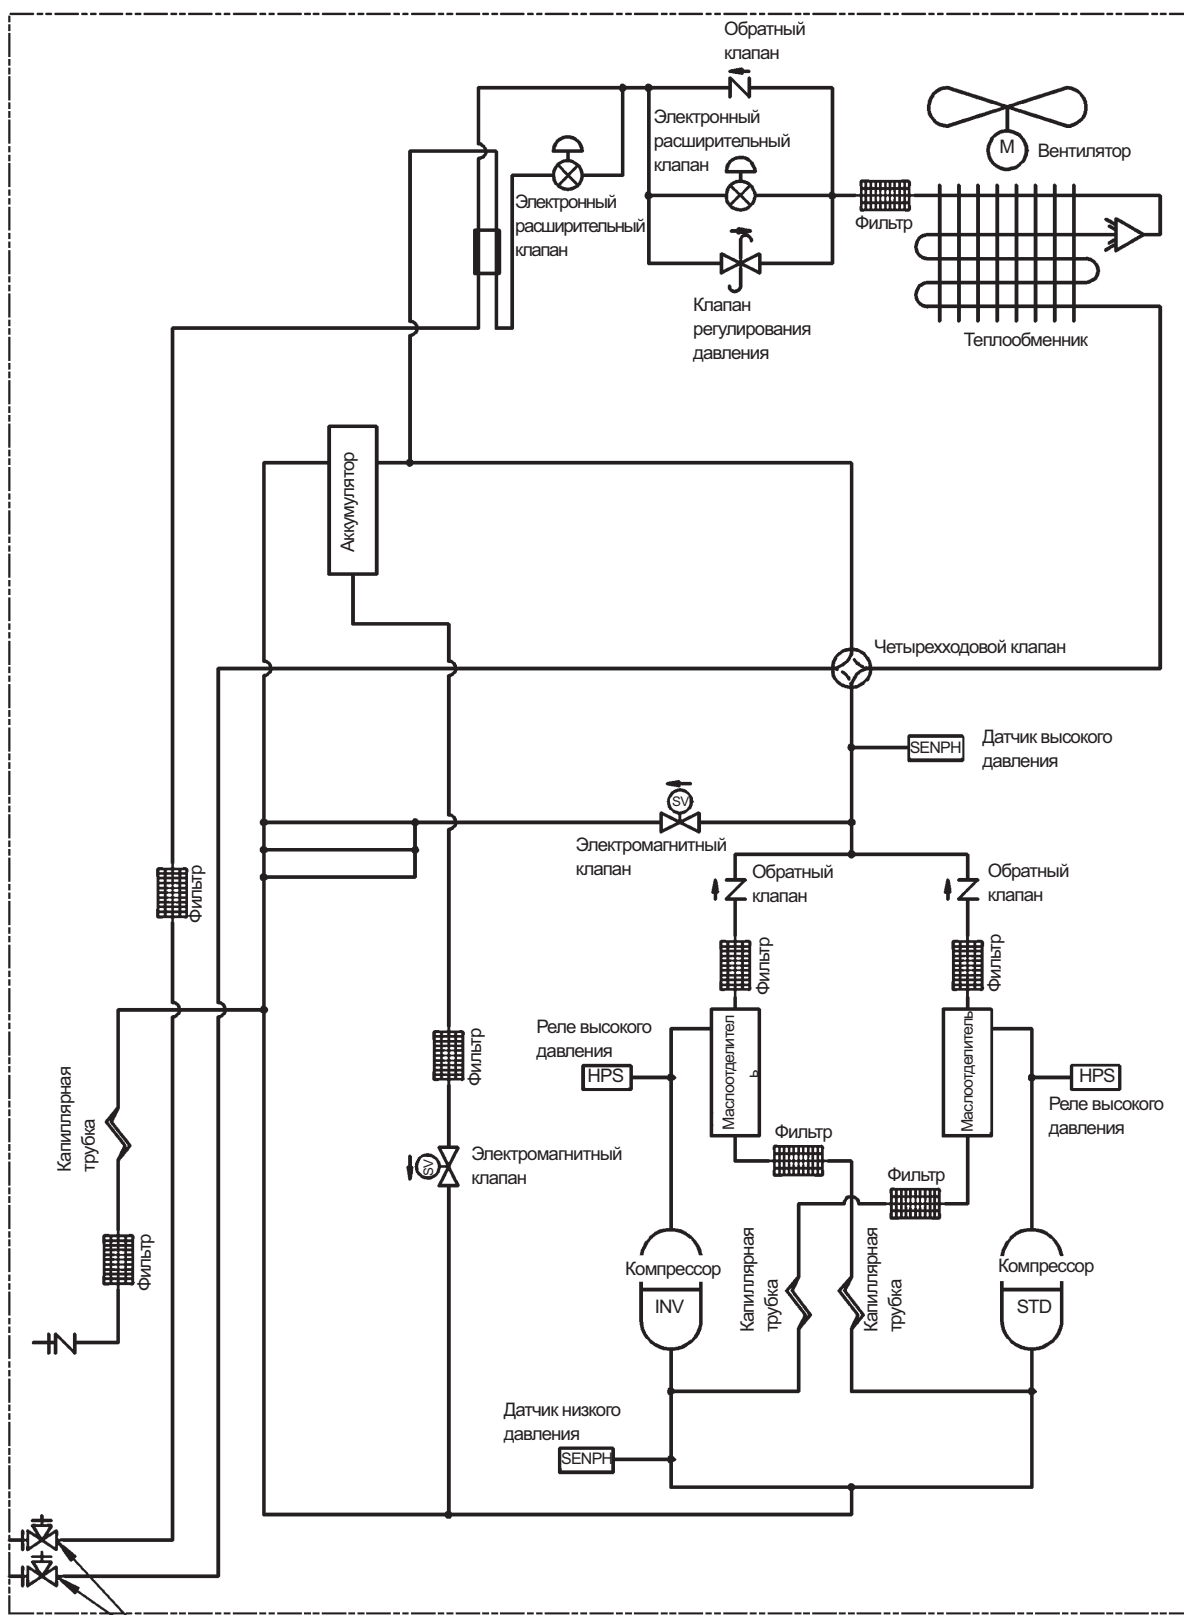 Обратный
клапан
Электронный
расширительный
клапан
M
Вентилятор
Электронный
расширительный
клапан
Фильтр
Клапан
регулирования
давления
Теплообменник
Аккумулятор
Четырехходовой клапан
SENPH
Датчик высокого
давления
SV
Электромагнитный
клапан
Обратный
клапан
Обратный
клапан
Фильтр
Фильтр
Фильтр
Реле высокого
давления
HPS
Маслоотделител
ь
Маслоотделитель
HPS
Реле высокого
давления
Фильтр
Капиллярная
трубка
SV
Электромагнитный
клапан
Фильтр
Фильтр
Фильтр
Компрессор
INV
Капиллярная
трубка
Капиллярная
трубка
Компрессор
STD
Датчик низкого
давления
SENPH